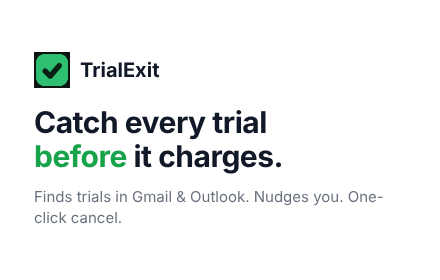 TrialExit
Catch every trial
before it charges.
Finds trials in Gmail & Outlook. Nudges you. One-
click cancel.